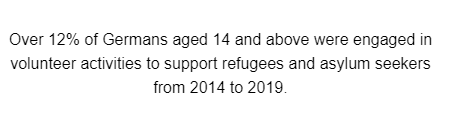 Over 12% of Germans aged 14 and above were engaged in
volunteer activities to support refugees and asylum seekers
from 2014 to 2019.